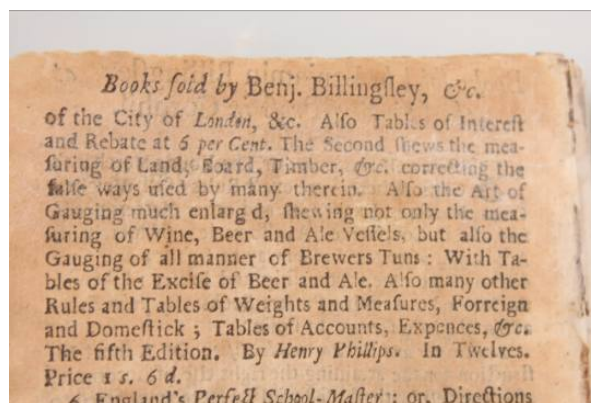 Books ſold by Benj. Billingſley, &c.
of the City of London, &c. Alſo Tables of Intereſt
and Rebate at 6 per Cent. The Second ſhews the mea-
ſuring of Land, Board, Timber, &c. correcting the
falſe ways uſed by many therein. Alſo the Art of
Gauging much enlarg d, ſhewing not only the mea-
ſuring of Wine, Beer and Ale Veſſels, but alſo the
Gauging of all manner of Brewers Tuns : With Ta-
bles of the Exciſe of Beer and Ale. Alſo many other
Rules and Tables of Weights and Meaſures, Forreign
and Domeſtick ; Tables of Accounts, Expences, &c.
The fifth Edition. By Henry Phillips. In Twelves.
Price 1 s. 6 d.
6 England's Perfect School-Maſter : or, Directions